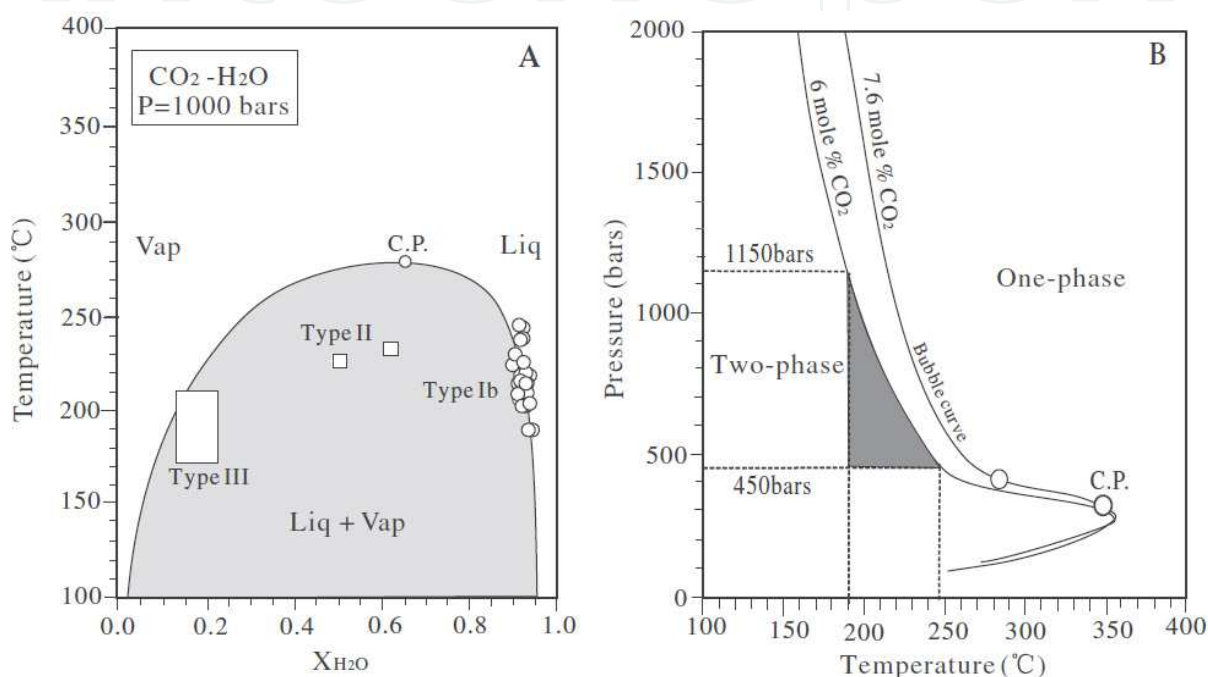 A
CO2 -H2O
P=1000 bars
400
350
300
250
200
150
100
Temperature (℃)
Vap
C.P.
Liq
Type II
Type Ib
Type III
Liq + Vap
0.0
0.2
0.4
0.6
0.8
1.0
XH2O
B
2000
1500
1000
500
0
Pressure (bars)
6 mole % CO2
7.6 mole % CO2
1150bars
One-phase
Two-phase
Bubble curve
450bars
C.P.
100
150
200
250
300
350
400
Temperature (℃)